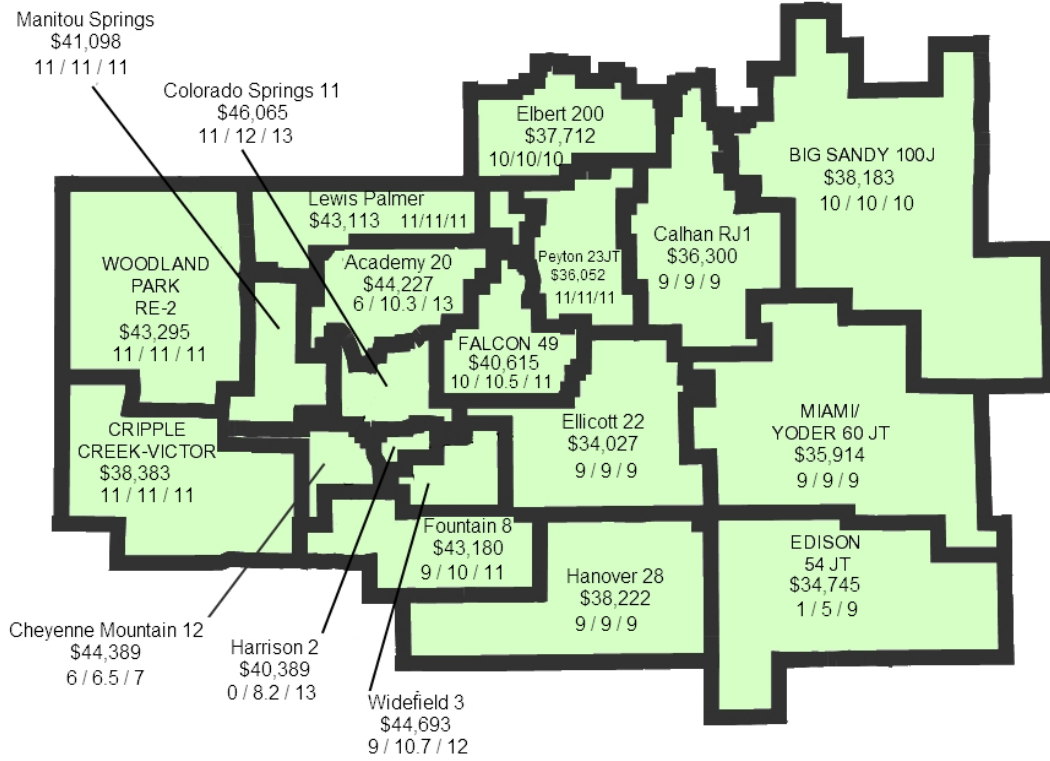 Manitou Springs
$41,098
11 / 11 / 11
Colorado Springs 11
$46,065
11 / 12 / 13
Elbert 200
$37,712
10/10/10
BIG SANDY 100J
$38,183
10 / 10 / 10
Lewis Palmer
$43,113 11/11/11
Calhan RJ1
$36,300
9 / 9 / 9
Peyton 23JT
$36,052
11/11/11
WOODLAND
PARK
RE-2
$43,295
11 / 11 / 11
Academy 20
$44,227
6 / 10.3 / 13
FALCON 49
$40,615
10 / 10.5 / 11
CRIPPLE
CREEK-VICTOR
$38,383
11 / 11 / 11
Ellicott 22
$34,027
9 / 9 / 9
MIAMI/
YODER 60 JT
$35,914
9 / 9 / 9
Fountain 8
$43,180
9 / 10 / 11
Hanover 28
$38,222
9 / 9 / 9
EDISON
54 JT
$34,745
1 / 5 / 9
Cheyenne Mountain 12
$44,389
6 / 6.5 / 7
Harrison 2
$40,389
0 / 8.2 / 13
Widefield 3
$44,693
9 / 10.7 / 12